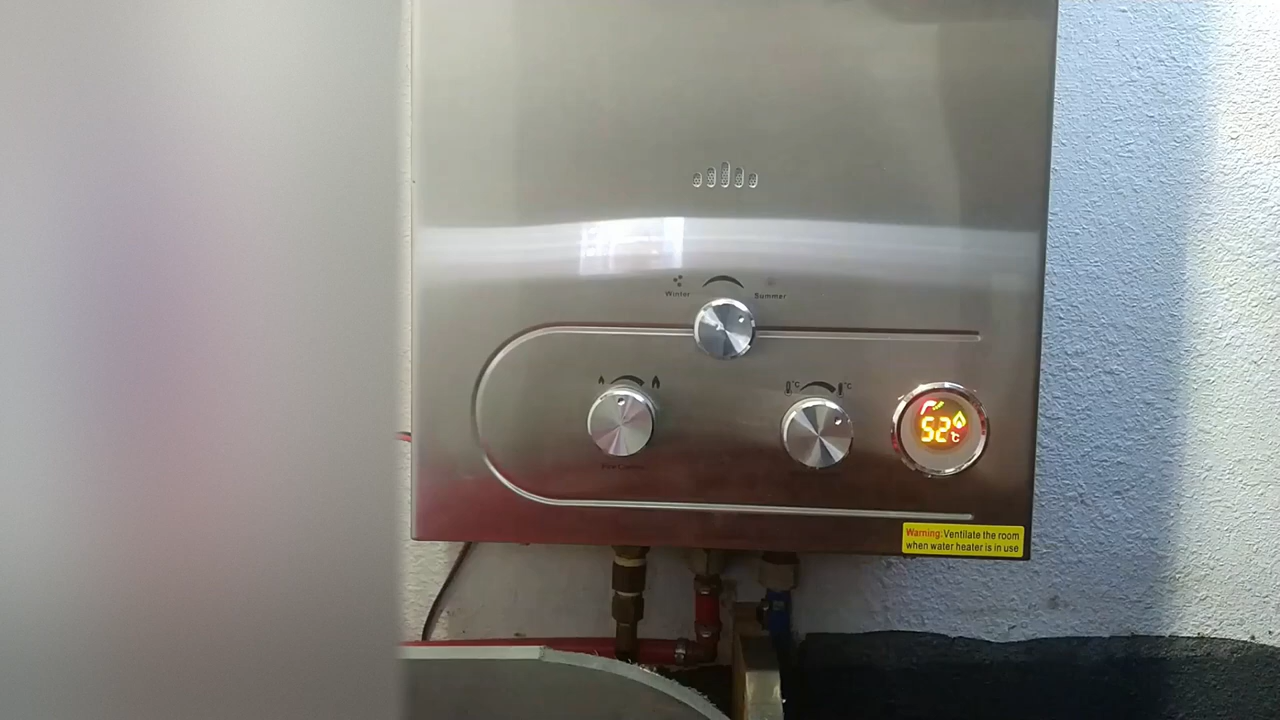 Winter Summer
°C °C
52 °C
Warning: Ventilate the room
when water heater is in use